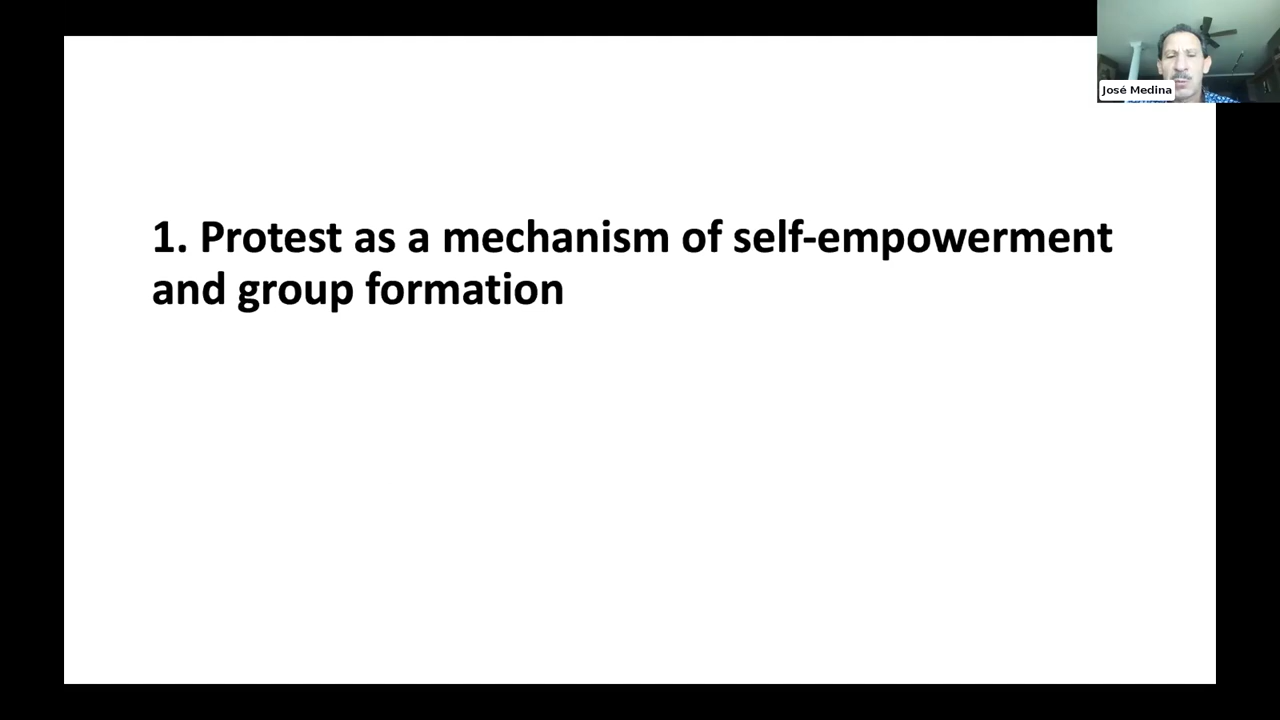 José Medina
1. Protest as a mechanism of self-empowerment
and group formation